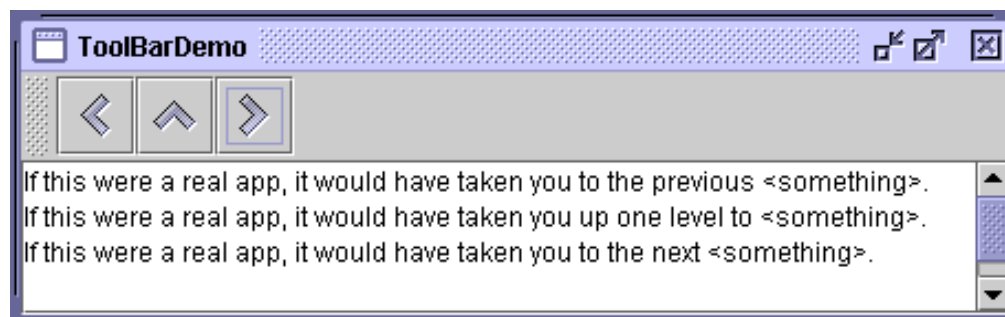 ToolBarDemo
If this were a real app, it would have taken you to the previous <something>.
If this were a real app, it would have taken you up one level to <something>.
If this were a real app, it would have taken you to the next <something>.